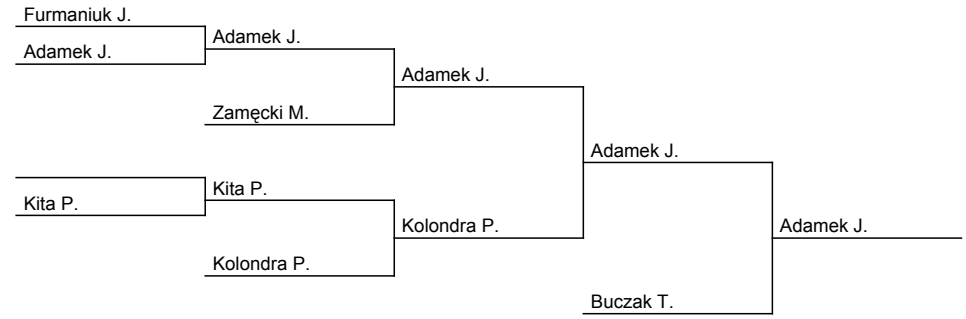 Furmaniuk J.
Adamek J.
Adamek J.
Adamek J.
Zamęcki M.
Adamek J.
Kita P.
Kita P.
Kolondra P.
Adamek J.
Kolondra P.
Buczak T.